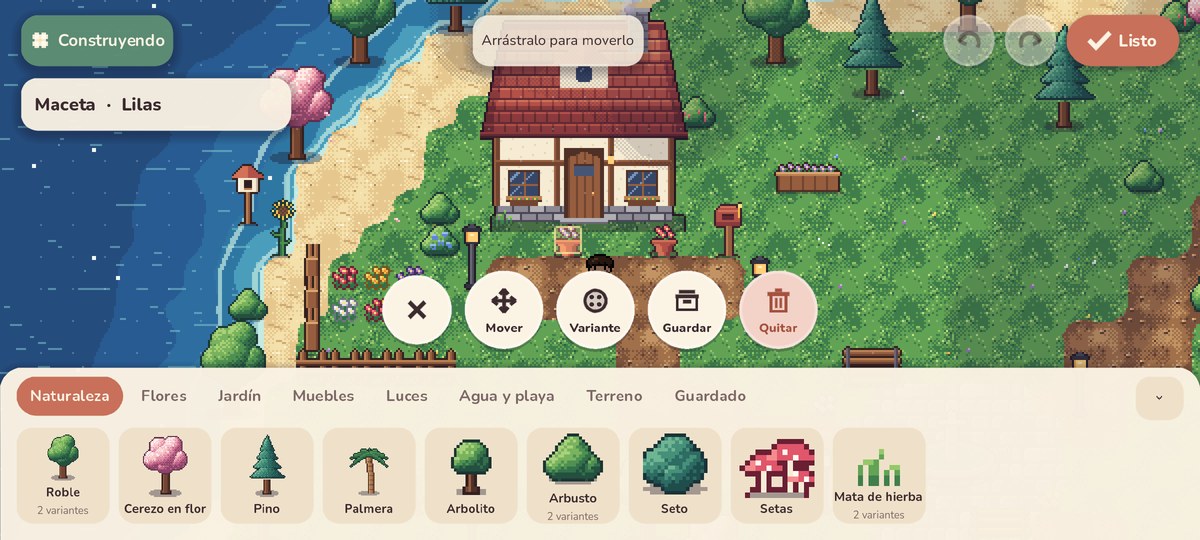 Construyendo
Arrástralo para moverlo
Listo
Maceta · Lilas
Mover
Variante
Guardar
Quitar
Naturaleza
Flores
Jardín
Muebles
Luces
Agua y playa
Terreno
Guardado
Roble
2 variantes
Cerezo en flor
Pino
Palmera
Arbolito
Arbusto
2 variantes
Seto
Setas
Mata de hierba
2 variantes